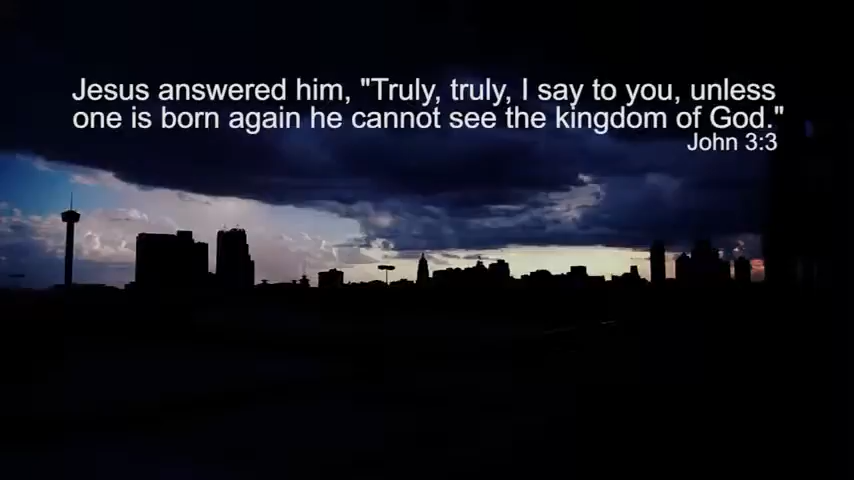 Jesus answered him, "Truly, truly, I say to you, unless
one is born again he cannot see the kingdom of God."
John 3:3